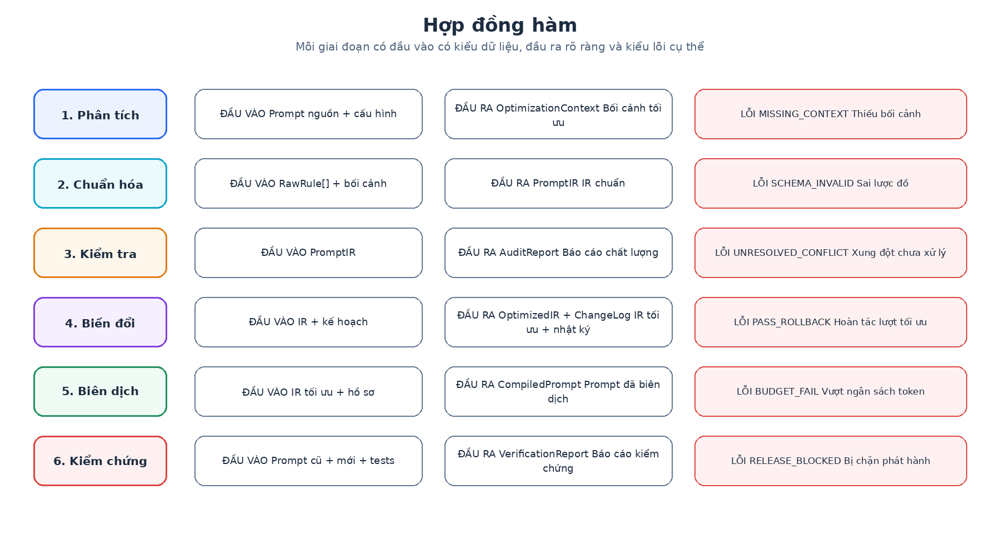 Hợp đồng hàm
Mỗi giai đoạn có đầu vào có kiểu dữ liệu, đầu ra rõ ràng và kiểu lỗi cụ thể
1. Phân tích
ĐẦU VÀO Prompt nguồn + cấu hình
ĐẦU RA OptimizationContext Bối cảnh tối
ưu
LỖI MISSING_CONTEXT Thiếu bối cảnh
2. Chuẩn hóa
ĐẦU VÀO RawRule[] + bối cảnh
ĐẦU RA PromptIR IR chuẩn
LỖI SCHEMA_INVALID Sai lược đồ
3. Kiểm tra
ĐẦU VÀO PromptIR
ĐẦU RA AuditReport Báo cáo chất lượng
LỖI UNRESOLVED_CONFLICT Xung đột chưa xử lý
4. Biến đổi
ĐẦU VÀO IR + kế hoạch
ĐẦU RA OptimizedIR + ChangeLog IR tối
ưu + nhật ký
LỖI PASS_ROLLBACK Hoàn tác lượt tối ưu
5. Biên dịch
ĐẦU VÀO IR tối ưu + hồ sơ
ĐẦU RA CompiledPrompt Prompt đã biên
dịch
LỖI BUDGET_FAIL Vượt ngân sách token
6. Kiểm chứng
ĐẦU VÀO Prompt cũ + mới + tests
ĐẦU RA VerificationReport Báo cáo kiểm
chứng
LỖI RELEASE_BLOCKED Bị chặn phát hành